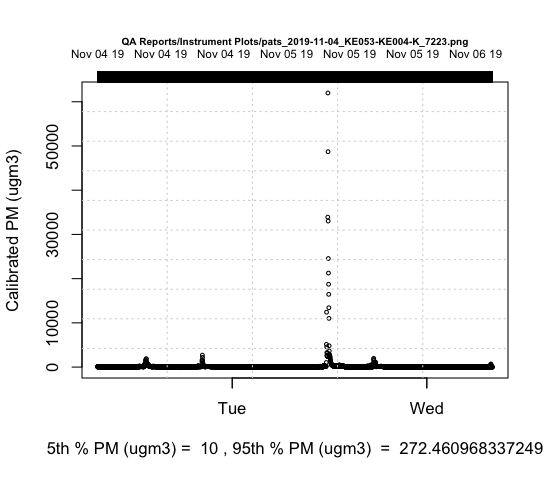 QA Reports/Instrument Plots/pats_2019-11-04_KE053-KE004-K_7223.png
Nov 04 19 Nov 04 19 Nov 04 19 Nov 05 19 Nov 05 19 Nov 05 19 Nov 06 19
Calibrated PM (ugm3)
50000
30000
10000
0
Tue Wed
5th % PM (ugm3) = 10 , 95th % PM (ugm3) = 272.460968337249